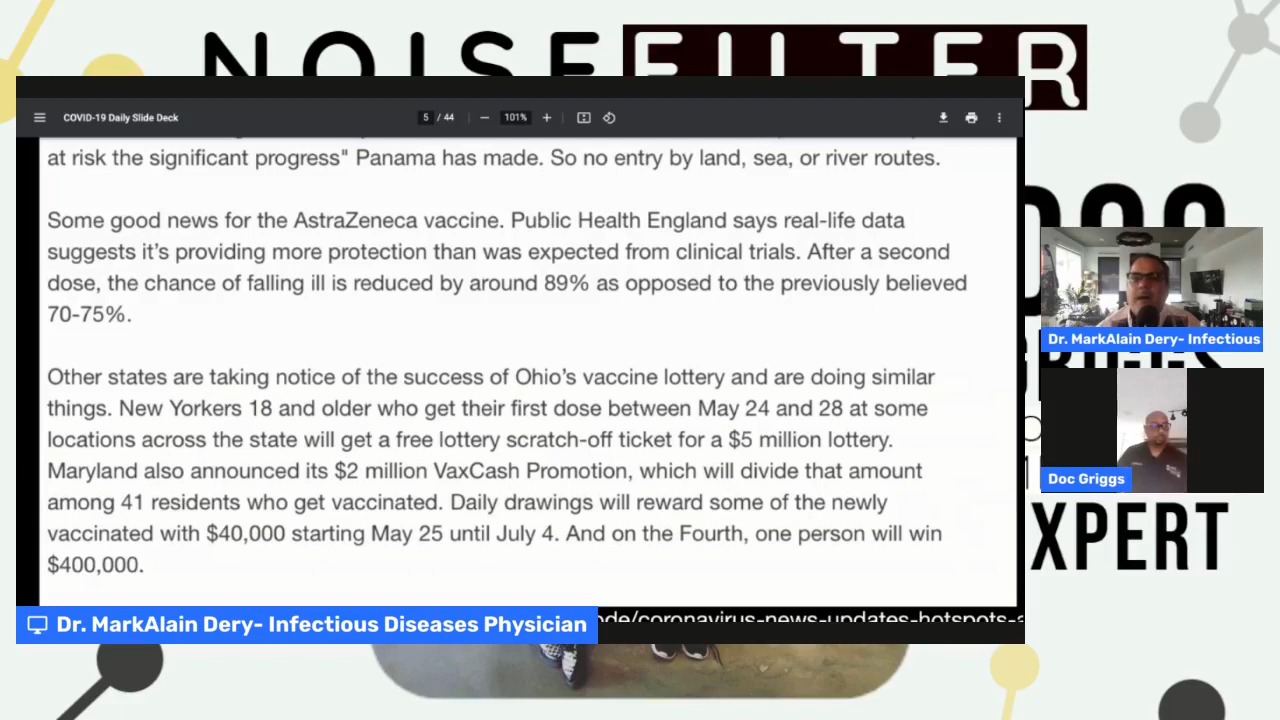 NOISEFILTER
COVID-19 Daily Slide Deck
5 / 44
101%
at risk the significant progress" Panama has made. So no entry by land, sea, or river routes.
Some good news for the AstraZeneca vaccine. Public Health England says real-life data
suggests it’s providing more protection than was expected from clinical trials. After a second
dose, the chance of falling ill is reduced by around 89% as opposed to the previously believed
70-75%.
Other states are taking notice of the success of Ohio’s vaccine lottery and are doing similar
things. New Yorkers 18 and older who get their first dose between May 24 and 28 at some
locations across the state will get a free lottery scratch-off ticket for a $5 million lottery.
Maryland also announced its $2 million VaxCash Promotion, which will divide that amount
among 41 residents who get vaccinated. Daily drawings will reward some of the newly
vaccinated with $40,000 starting May 25 until July 4. And on the Fourth, one person will win
$400,000.
ode/coronavirus-news-updates-hotspots-a
Dr. MarkAlain Dery- Infectious Diseases Physician
Dr. MarkAlain Dery- Infectious
Doc Griggs
XPERT